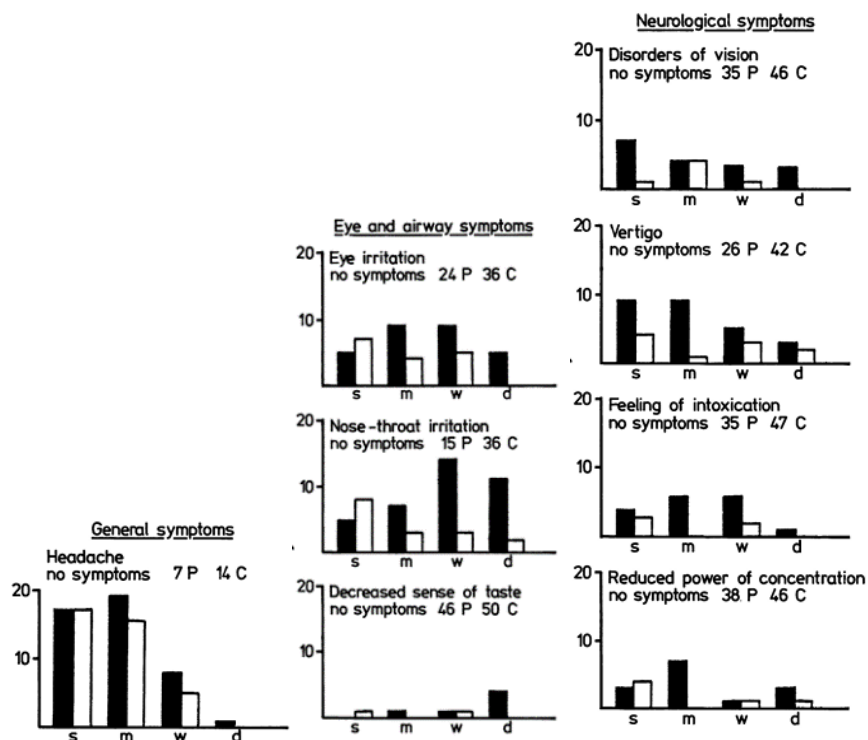 General symptoms
Headache
no symptoms 7 P 14 C
20
10
s m w d
Eye and airway symptoms
Eye irritation
no symptoms 24 P 36 C
20
10
s m w d
Nose-throat irritation
no symptoms 15 P 36 C
20
10
s m w d
Decreased sense of taste
no symptoms 46 P 50 C
20
10
s m w d
Neurological symptoms
Disorders of vision
no symptoms 35 P 46 C
20
10
s m w d
Vertigo
no symptoms 26 P 42 C
20
10
s m w d
Feeling of intoxication
no symptoms 35 P 47 C
20
10
s m w d
Reduced power of concentration
no symptoms 38 P 46 C
20
10
s m w d